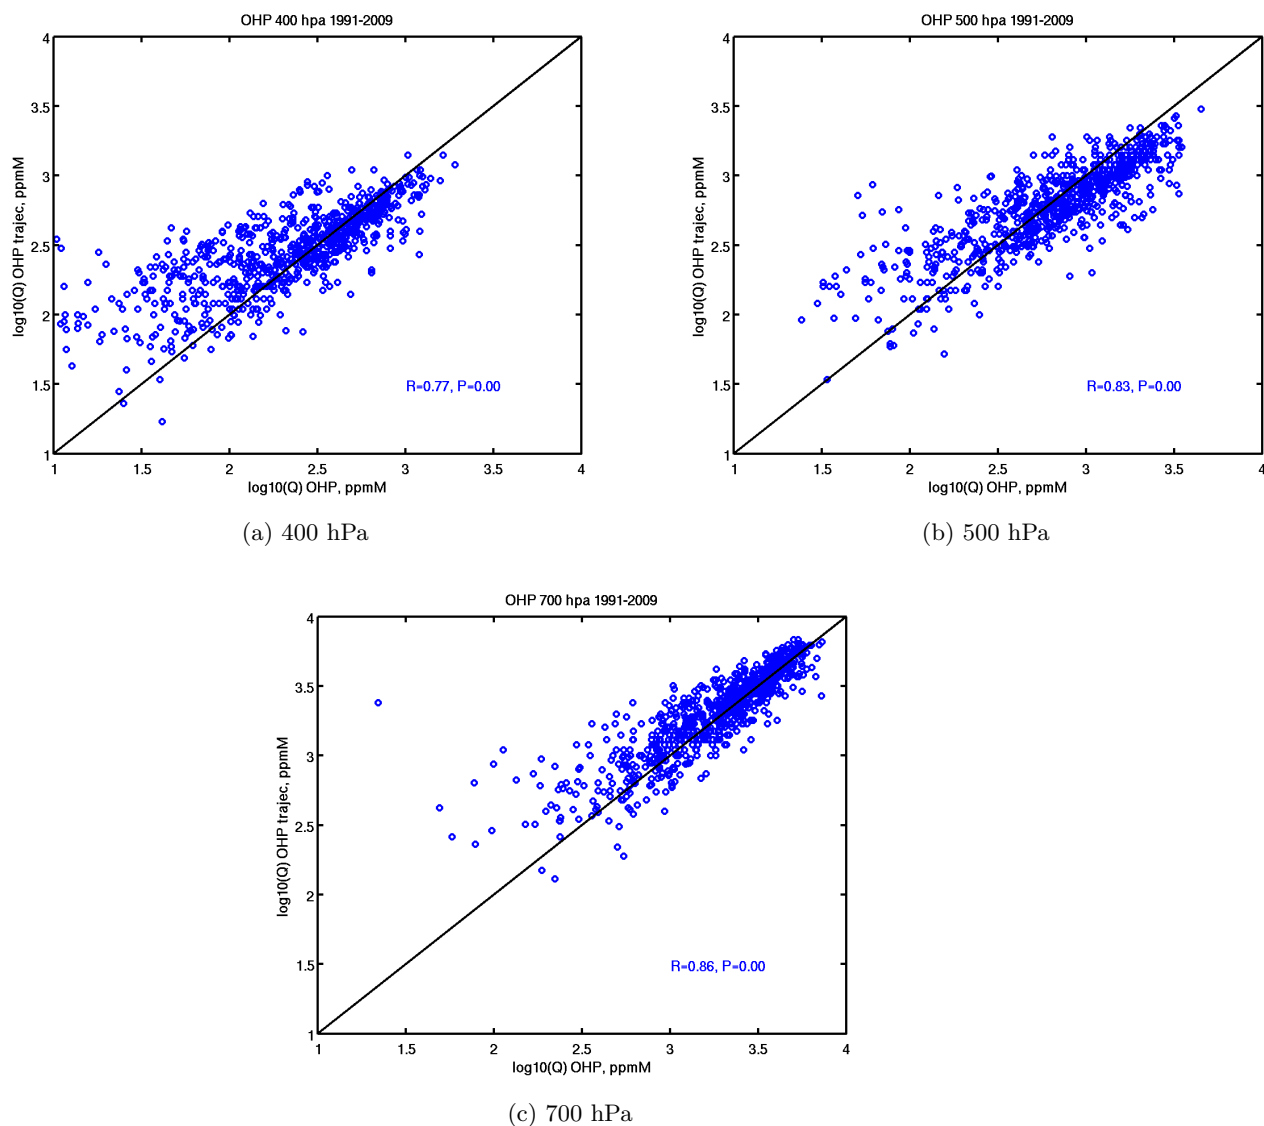 OHP 400 hpa 1991-2009
4
3.5
3
2.5
2
1.5
1
log10(Q) OHP trajec, ppmM
R=0.77, P=0.00
1
1.5
2
2.5
3
3.5
4
log10(Q) OHP, ppmM
(a) 400 hPa
OHP 500 hpa 1991-2009
4
3.5
3
2.5
2
1.5
1
log10(Q) OHP trajec, ppmM
R=0.83, P=0.00
1
1.5
2
2.5
3
3.5
4
log10(Q) OHP, ppmM
(b) 500 hPa
OHP 700 hpa 1991-2009
4
3.5
3
2.5
2
1.5
1
log10(Q) OHP trajec, ppmM
R=0.86, P=0.00
1
1.5
2
2.5
3
3.5
4
log10(Q) OHP, ppmM
(c) 700 hPa